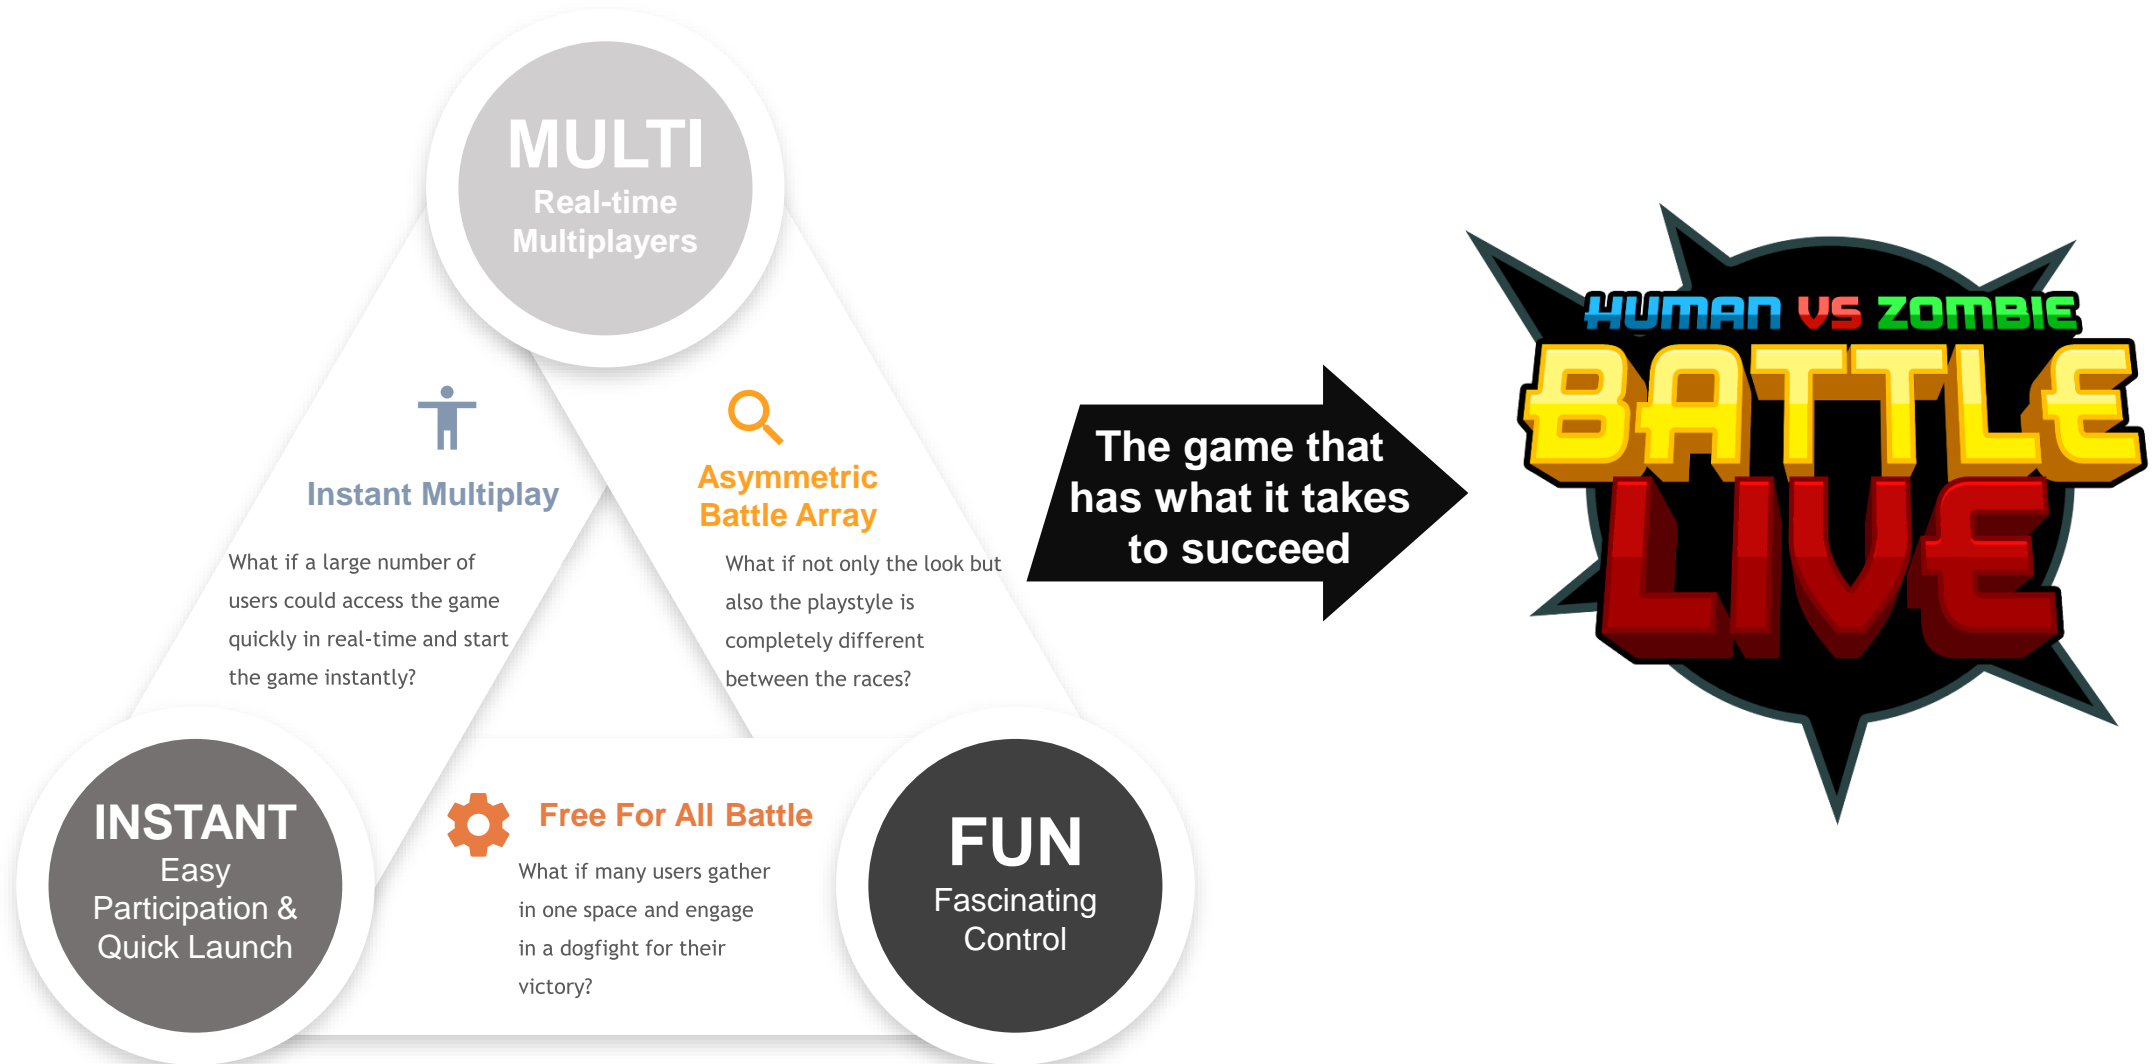 MULTI
Real-time
Multiplayers
Instant Multiplay
What if a large number of
users could access the game
quickly in real-time and start
the game instantly?
Asymmetric
Battle Array
What if not only the look but
also the playstyle is
completely different
between the races?
INSTANT
Easy
Participation &
Quick Launch
Free For All Battle
What if many users gather
in one space and engage
in a dogfight for their
victory?
FUN
Fascinating
Control
The game that
has what it takes
to succeed
HUMAN VS ZOMBIE
BATTLE
LIVE